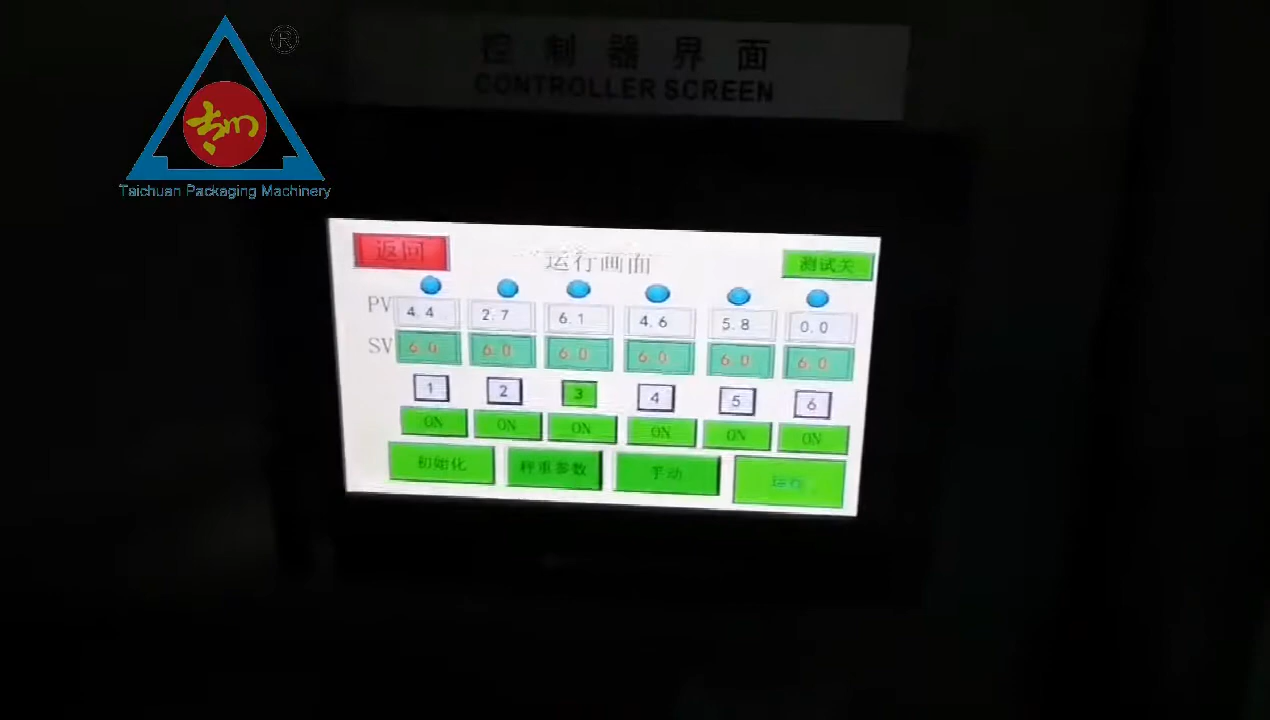 ®
控制器界面
CONTROLLER SCREEN
Taichuan Packaging Machinery
返回
运行画面
测试关
PV 4.4 2.7 6.1 4.6 5.8 0.0
SV 6.0 6.0 6.0 6.0 6.0 6.0
1 2 3 4 5 6
ON ON ON ON ON ON
初始化 秤重参数 手动 运行